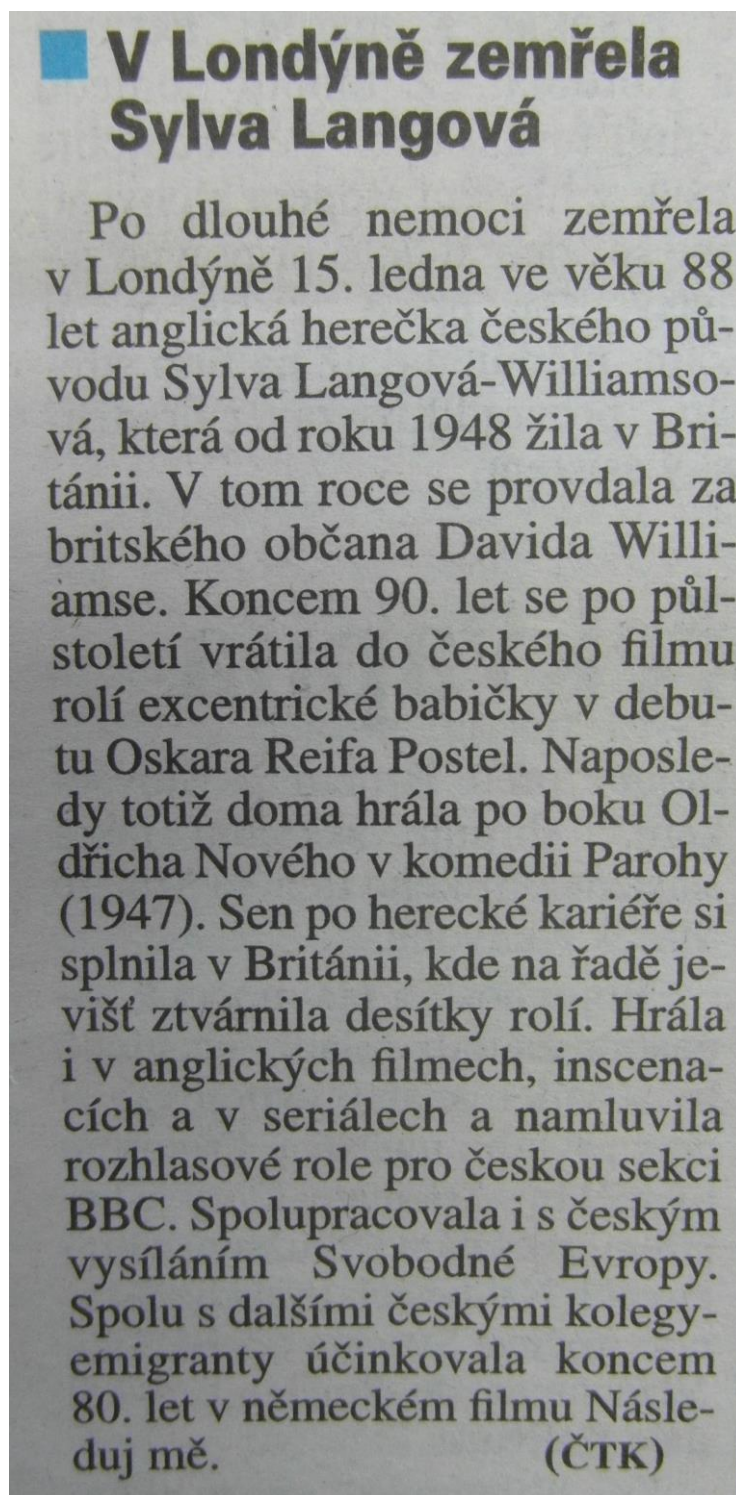 V Londýně zemřela
Sylva Langová
Po dlouhé nemoci zemřela
v Londýně 15. ledna ve věku 88
let anglická herečka českého pů-
vodu Sylva Langová-Williamso-
vá, která od roku 1948 žila v Bri-
tánii. V tom roce se provdala za
britského občana Davida Willi-
amse. Koncem 90. let se po půl-
století vrátila do českého filmu
rolí excentrické babičky v debu-
tu Oskara Reifa Postel. Naposle-
dy totiž doma hrála po boku Ol-
dřicha Nového v komedii Parohy
(1947). Sen po herecké kariéře si
splnila v Británii, kde na řadě je-
višť ztvárnila desítky rolí. Hrála
i v anglických filmech, inscena-
cích a v seriálech a namluvila
rozhlasové role pro českou sekci
BBC. Spolupracovala i s českým
vysíláním Svobodné Evropy.
Spolu s dalšími českými kolegy-
emigranty účinkovala koncem
80. let v německém filmu Násle-
duj mě. (ČTK)